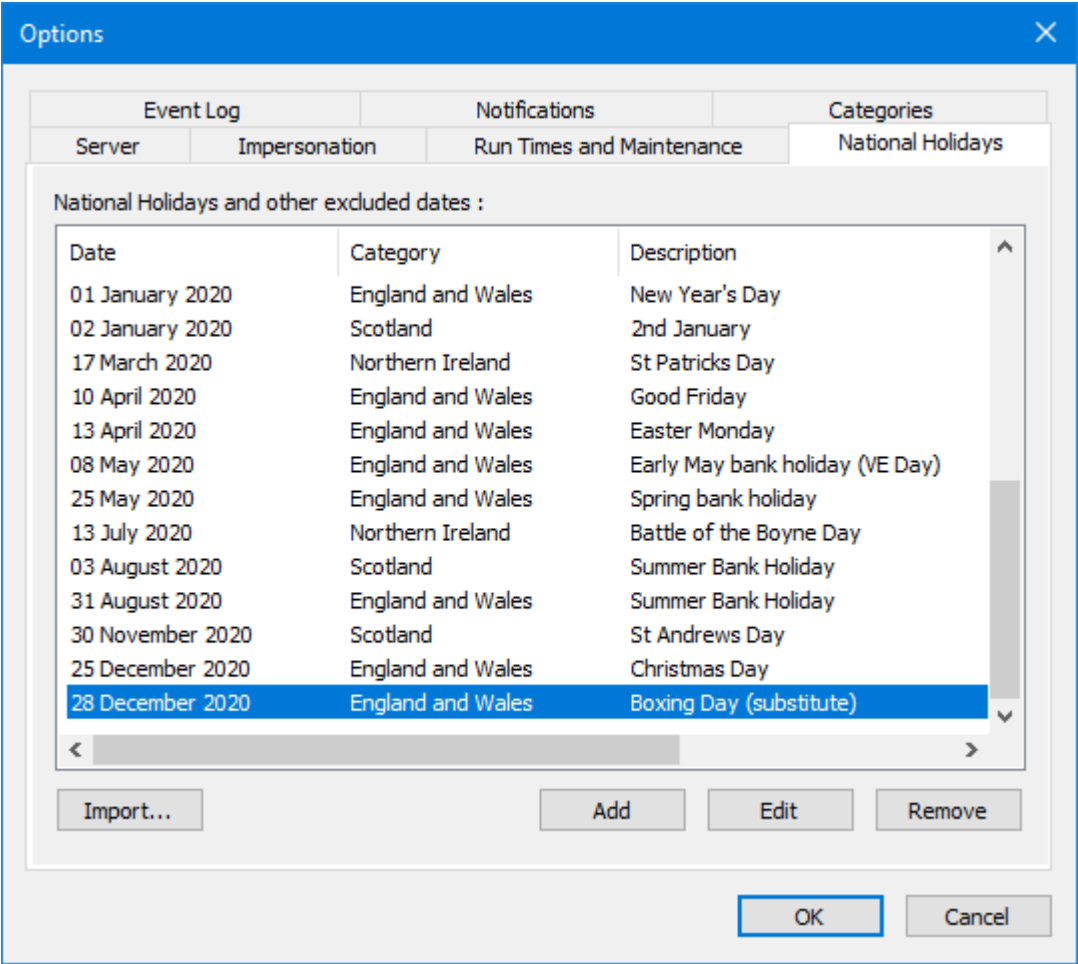 Options
Event Log Notifications Categories
Server Impersonation Run Times and Maintenance National Holidays
National Holidays and other excluded dates :
Date Category Description
01 January 2020 England and Wales New Year's Day
02 January 2020 Scotland 2nd January
17 March 2020 Northern Ireland St Patricks Day
10 April 2020 England and Wales Good Friday
13 April 2020 England and Wales Easter Monday
08 May 2020 England and Wales Early May bank holiday (VE Day)
25 May 2020 England and Wales Spring bank holiday
13 July 2020 Northern Ireland Battle of the Boyne Day
03 August 2020 Scotland Summer Bank Holiday
31 August 2020 England and Wales Summer Bank Holiday
30 November 2020 Scotland St Andrews Day
25 December 2020 England and Wales Christmas Day
28 December 2020 England and Wales Boxing Day (substitute)
Import... Add Edit Remove
OK Cancel